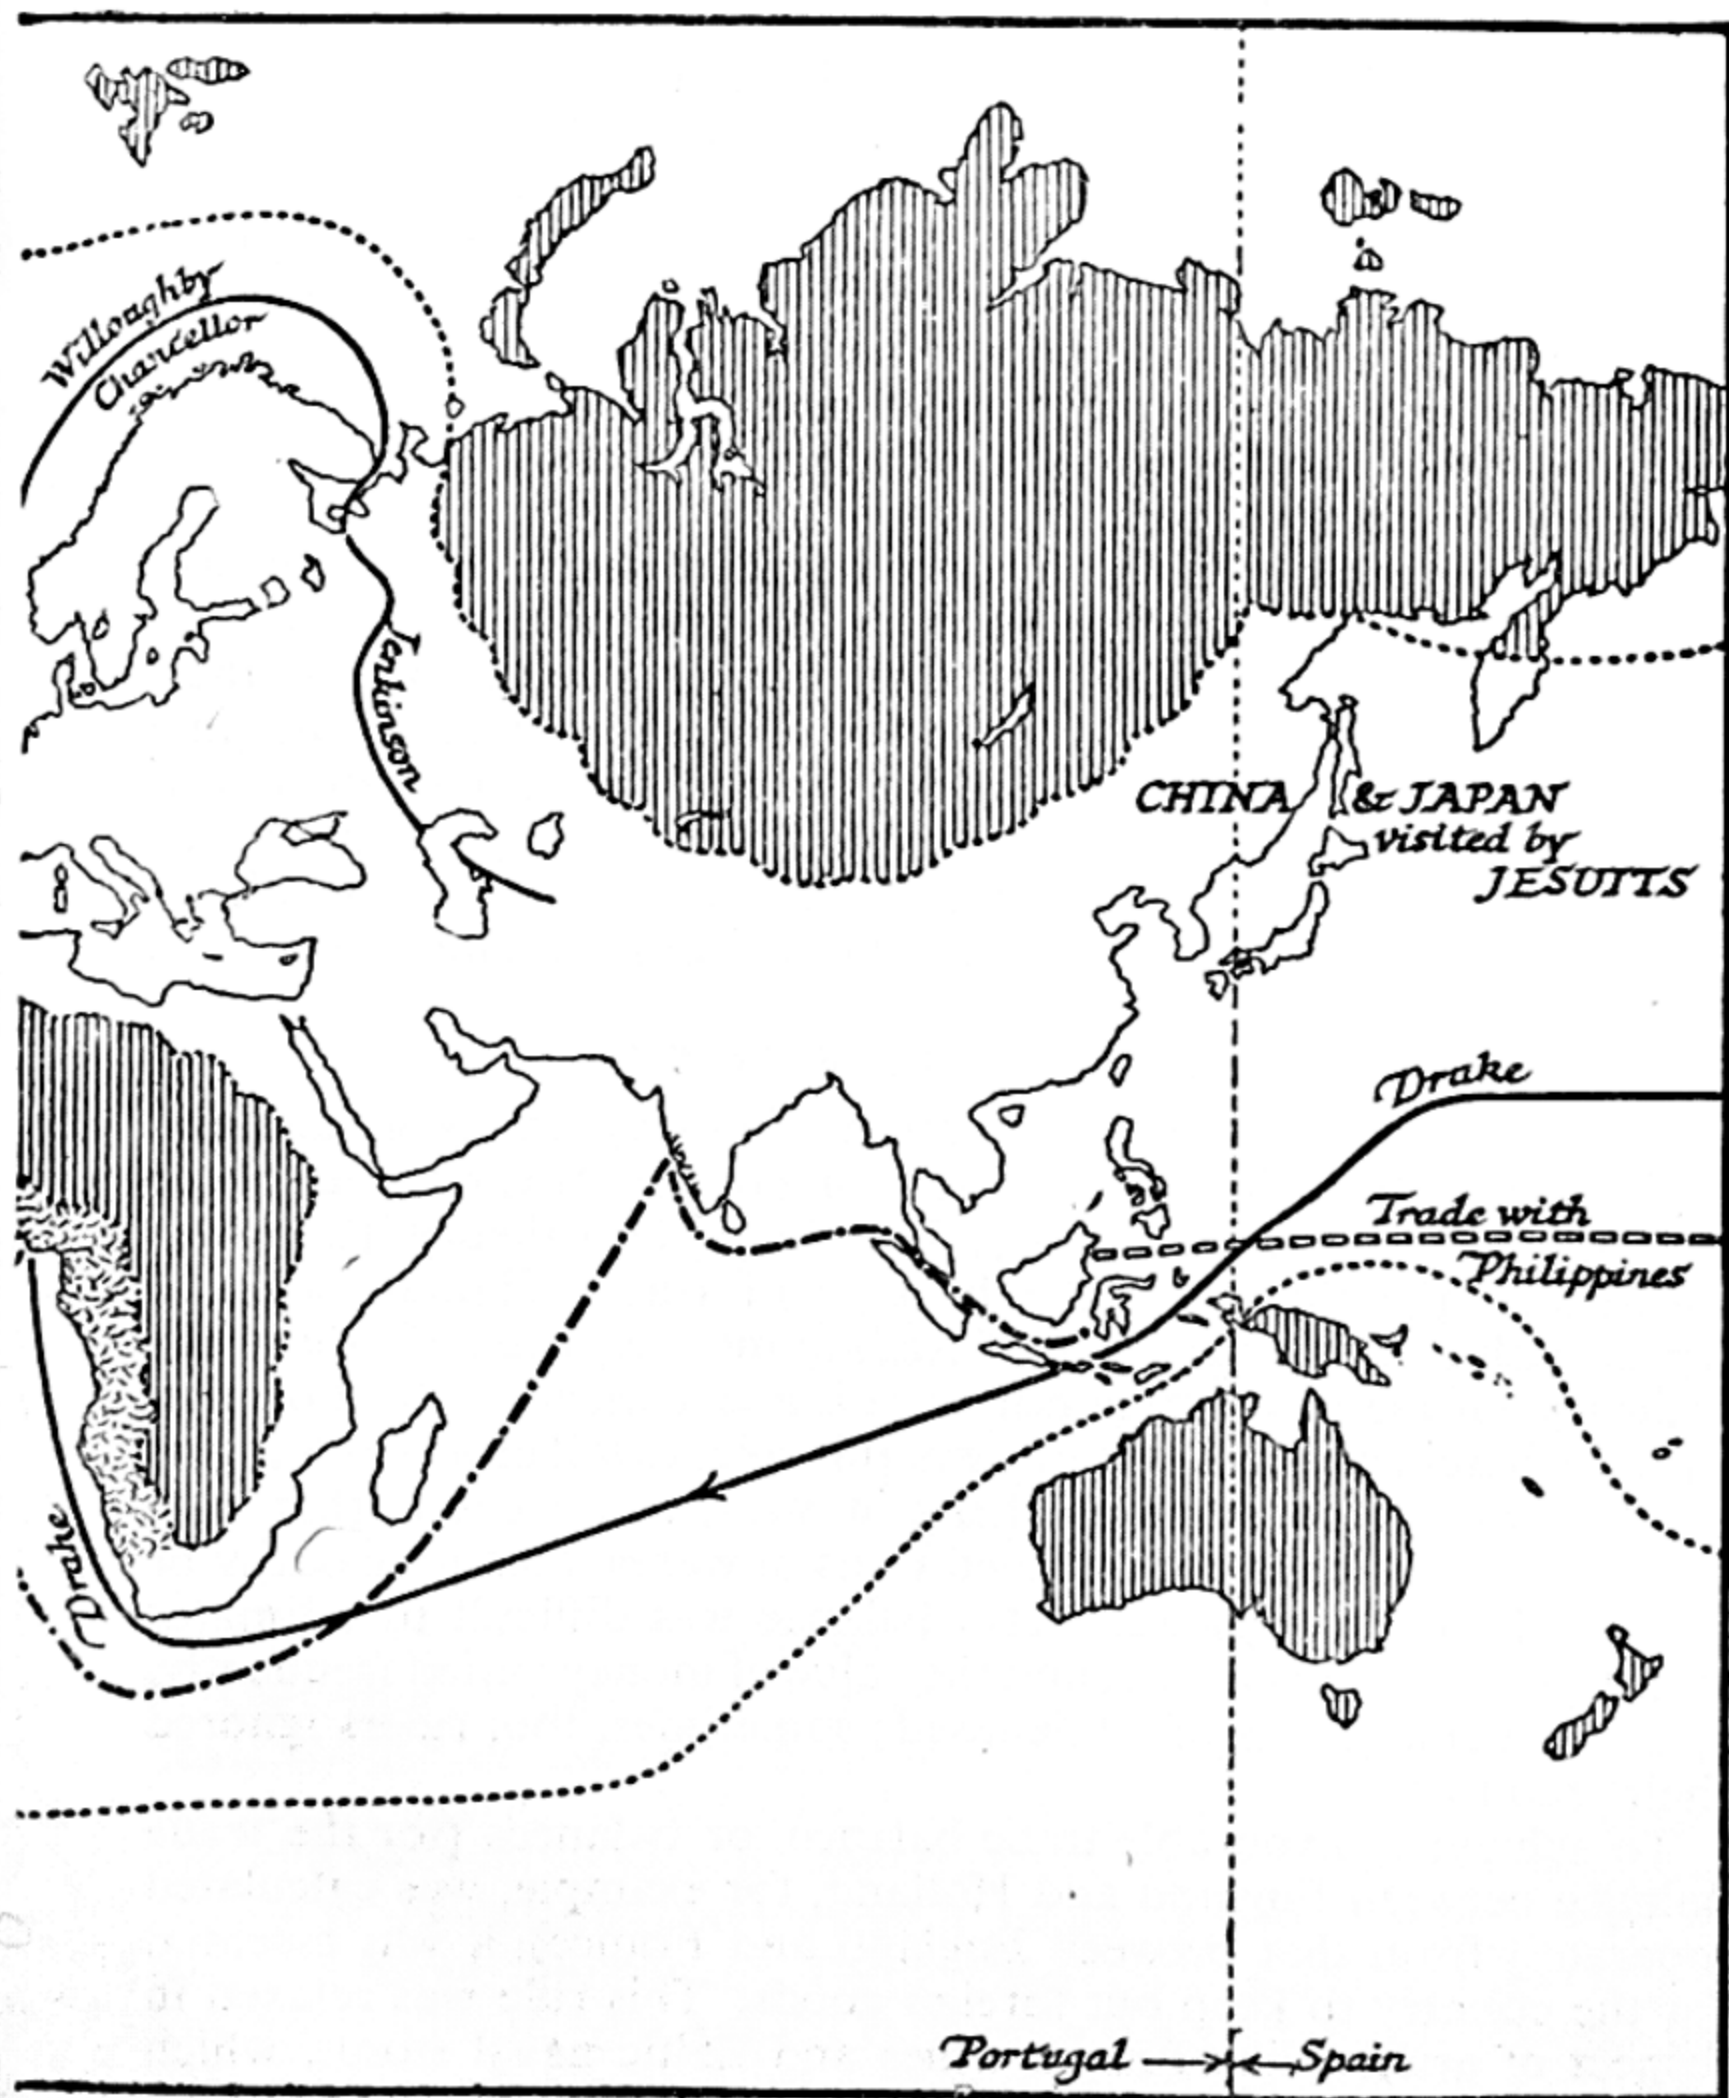 Willoughby
Chancellor
Jenkinson
CHINA & JAPAN
visited by
JESUITS
Drake
Trade with
Philippines
Drake
Portugal
Spain